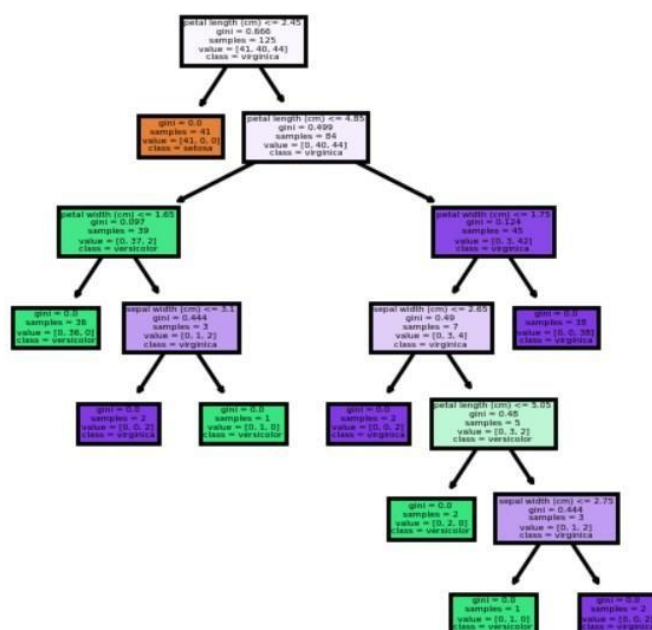 petal length (cm) <= 2.45
gini = 0.666
samples = 125
value = [41, 40, 44]
class = virginica
gini = 0.0
samples = 41
value = [41, 0, 0]
class = setosa
petal length (cm) <= 4.85
gini = 0.499
samples = 84
value = [0, 40, 44]
class = virginica
petal width (cm) <= 1.65
gini = 0.097
samples = 39
value = [0, 37, 2]
class = versicolor
petal width (cm) <= 1.75
gini = 0.124
samples = 45
value = [0, 3, 42]
class = virginica
gini = 0.0
samples = 36
value = [0, 36, 0]
class = versicolor
sepal width (cm) <= 3.1
gini = 0.444
samples = 3
value = [0, 1, 2]
class = virginica
sepal width (cm) <= 2.65
gini = 0.49
samples = 7
value = [0, 3, 4]
class = virginica
gini = 0.0
samples = 38
value = [0, 0, 38]
class = virginica
gini = 0.0
samples = 2
value = [0, 0, 2]
class = virginica
gini = 0.0
samples = 1
value = [0, 1, 0]
class = versicolor
gini = 0.0
samples = 2
value = [0, 0, 2]
class = virginica
petal length (cm) <= 5.05
gini = 0.48
samples = 5
value = [0, 3, 2]
class = versicolor
gini = 0.0
samples = 2
value = [0, 2, 0]
class = versicolor
sepal width (cm) <= 2.75
gini = 0.444
samples = 3
value = [0, 1, 2]
class = virginica
gini = 0.0
samples = 1
value = [0, 1, 0]
class = versicolor
gini = 0.0
samples = 2
value = [0, 0, 2]
class = virginica